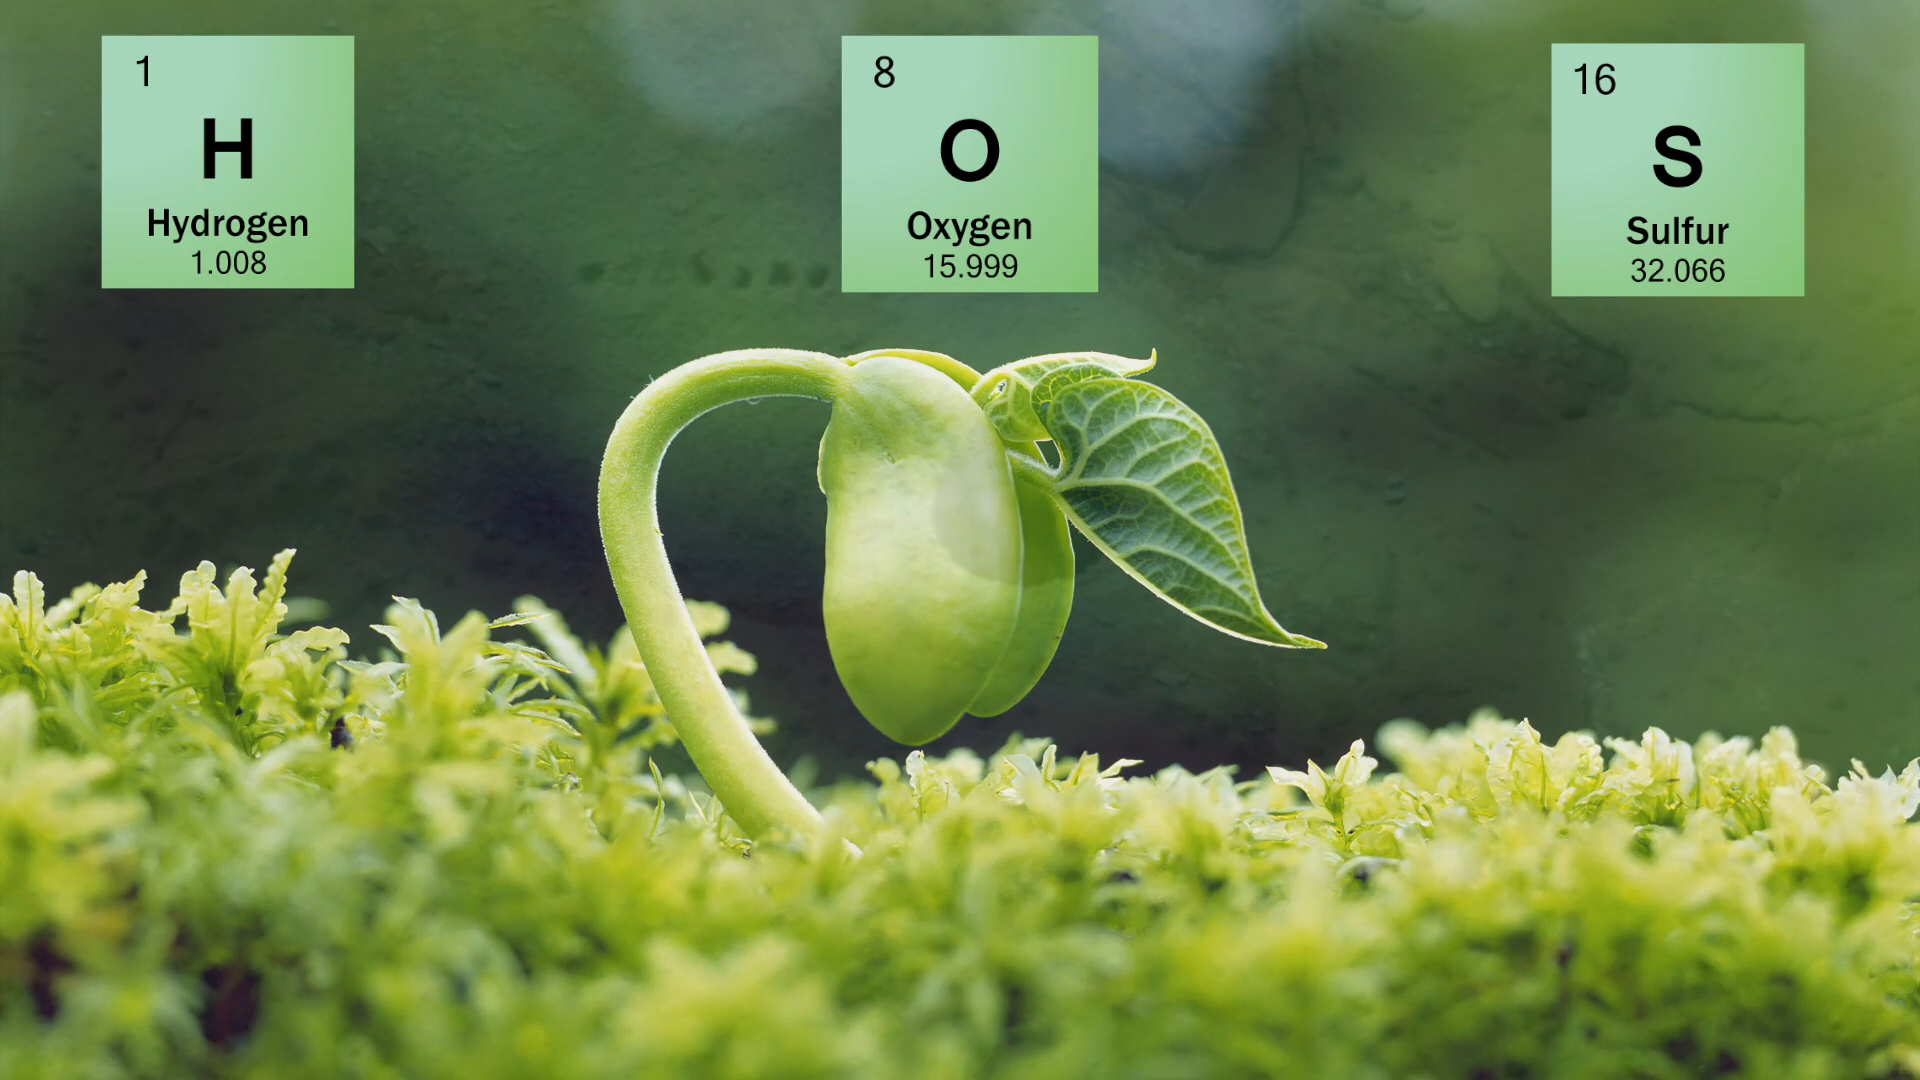 1
H
Hydrogen
1.008
8
O
Oxygen
15.999
16
S
Sulfur
32.066